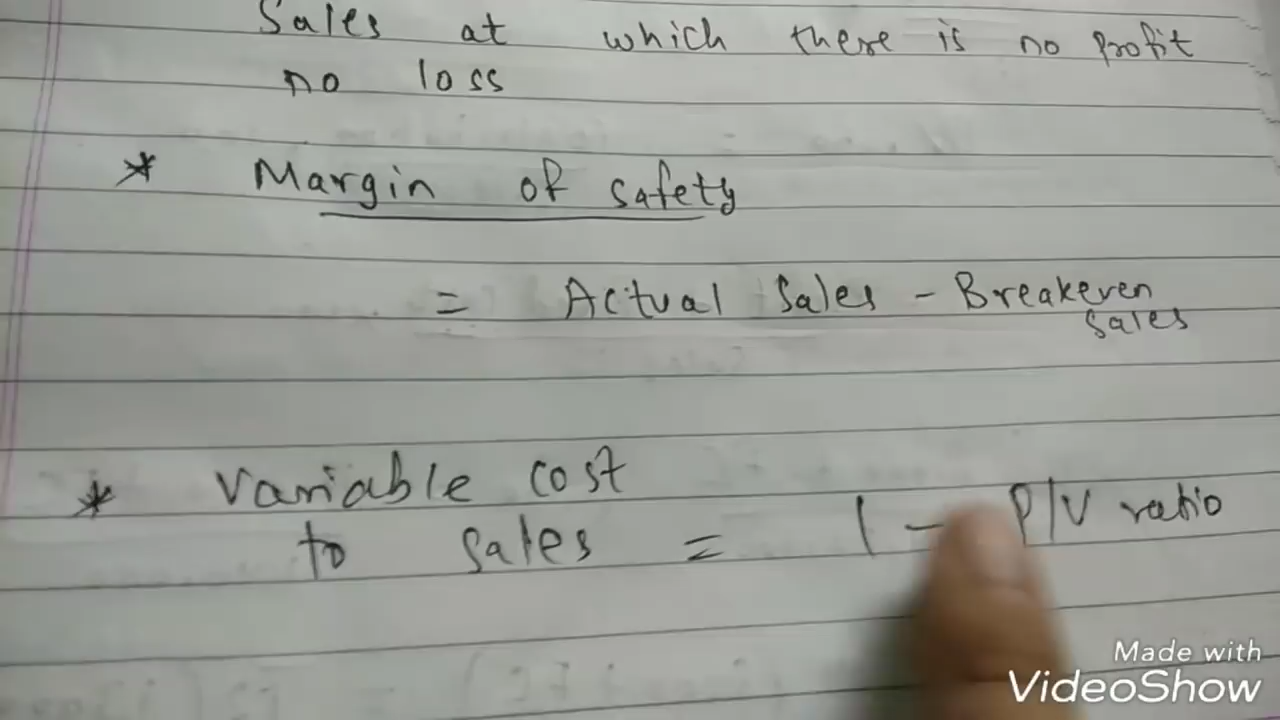 Sales at which there is no profit
no loss
* Margin of safety
= Actual Sales - Breakeven
Sales
* Variable cost
to sales = 1 - P/V ratio
Made with
VideoShow